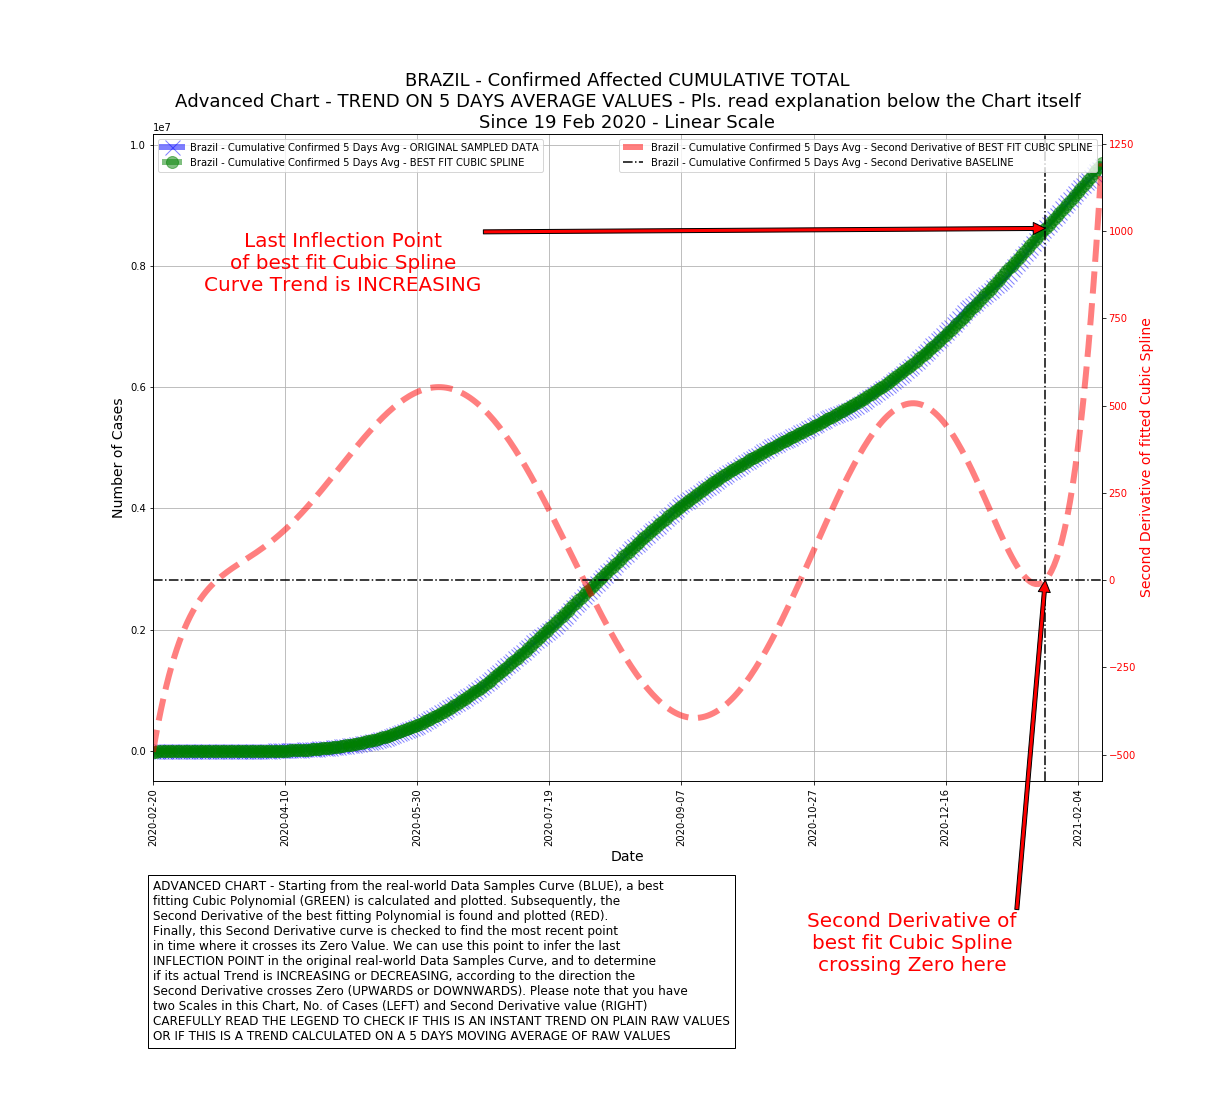 BRAZIL - Confirmed Affected CUMULATIVE TOTAL
Advanced Chart - TREND ON 5 DAYS AVERAGE VALUES - Pls. read explanation below the Chart itself
Since 19 Feb 2020 - Linear Scale
1e7
Brazil - Cumulative Confirmed 5 Days Avg - ORIGINAL SAMPLED DATA
Brazil - Cumulative Confirmed 5 Days Avg - BEST FIT CUBIC SPLINE
Brazil - Cumulative Confirmed 5 Days Avg - Second Derivative of BEST FIT CUBIC SPLINE
Brazil - Cumulative Confirmed 5 Days Avg - Second Derivative BASELINE
Last Inflection Point
of best fit Cubic Spline
Curve Trend is INCREASING
1.0
0.8
0.6
0.4
0.2
0.0
Number of Cases
1250
1000
750
500
250
0
−250
−500
Second Derivative of fitted Cubic Spline
2020-02-20
2020-04-10
2020-05-30
2020-07-19
2020-09-07
2020-10-27
2020-12-16
2021-02-04
Date
ADVANCED CHART - Starting from the real-world Data Samples Curve (BLUE), a best
fitting Cubic Polynomial (GREEN) is calculated and plotted. Subsequently, the
Second Derivative of the best fitting Polynomial is found and plotted (RED).
Finally, this Second Derivative curve is checked to find the most recent point
in time where it crosses its Zero Value. We can use this point to infer the last
INFLECTION POINT in the original real-world Data Samples Curve, and to determine
if its actual Trend is INCREASING or DECREASING, according to the direction the
Second Derivative crosses Zero (UPWARDS or DOWNWARDS). Please note that you have
two Scales in this Chart, No. of Cases (LEFT) and Second Derivative value (RIGHT)
CAREFULLY READ THE LEGEND TO CHECK IF THIS IS AN INSTANT TREND ON PLAIN RAW VALUES
OR IF THIS IS A TREND CALCULATED ON A 5 DAYS MOVING AVERAGE OF RAW VALUES
Second Derivative of
best fit Cubic Spline
crossing Zero here